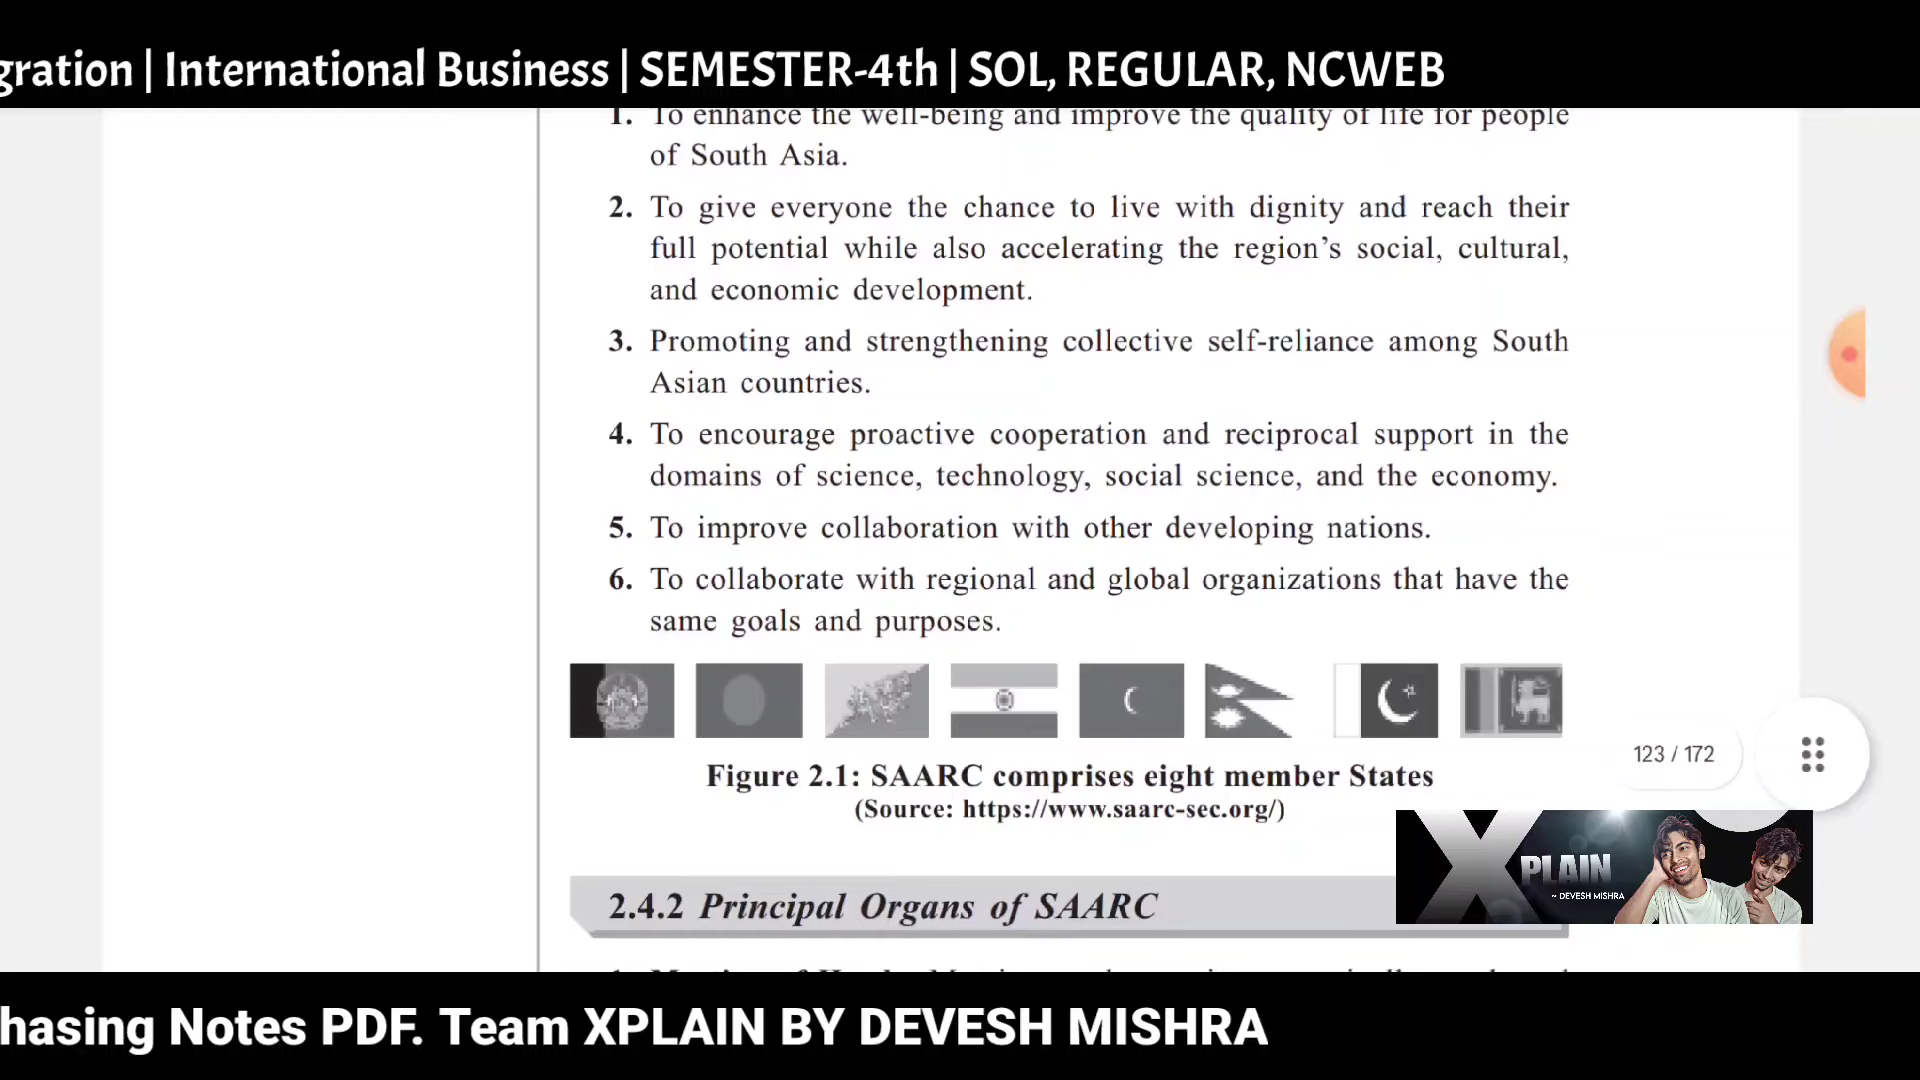 gration | International Business | SEMESTER-4th | SOL, REGULAR, NCWEB
1. To enhance the well-being and improve the quality of life for people
of South Asia.
2. To give everyone the chance to live with dignity and reach their
full potential while also accelerating the region’s social, cultural,
and economic development.
3. Promoting and strengthening collective self-reliance among South
Asian countries.
4. To encourage proactive cooperation and reciprocal support in the
domains of science, technology, social science, and the economy.
5. To improve collaboration with other developing nations.
6. To collaborate with regional and global organizations that have the
same goals and purposes.
Figure 2.1: SAARC comprises eight member States
(Source: https://www.saarc-sec.org/)
123 / 172
XPLAIN
~ DEVESH MISHRA
2.4.2 Principal Organs of SAARC
hasing Notes PDF. Team XPLAIN BY DEVESH MISHRA